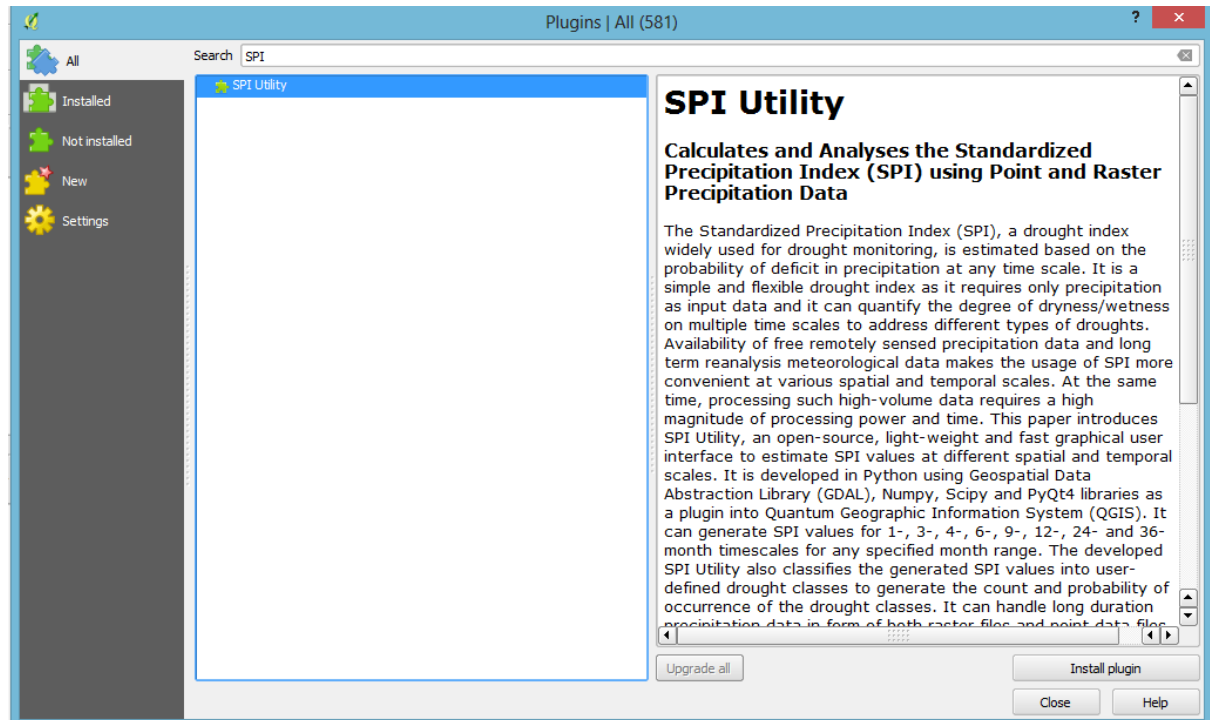 Plugins | All (581)
?
All
Installed
Not installed
New
Settings
Search SPI
SPI Utility
SPI Utility
Calculates and Analyses the Standardized
Precipitation Index (SPI) using Point and Raster
Precipitation Data
The Standardized Precipitation Index (SPI), a drought index
widely used for drought monitoring, is estimated based on the
probability of deficit in precipitation at any time scale. It is a
simple and flexible drought index as it requires only precipitation
as input data and it can quantify the degree of dryness/wetness
on multiple time scales to address different types of droughts.
Availability of free remotely sensed precipitation data and long
term reanalysis meteorological data makes the usage of SPI more
convenient at various spatial and temporal scales. At the same
time, processing such high-volume data requires a high
magnitude of processing power and time. This paper introduces
SPI Utility, an open-source, light-weight and fast graphical user
interface to estimate SPI values at different spatial and temporal
scales. It is developed in Python using Geospatial Data
Abstraction Library (GDAL), Numpy, Scipy and PyQt4 libraries as
a plugin into Quantum Geographic Information System (QGIS). It
can generate SPI values for 1-, 3-, 4-, 6-, 9-, 12-, 24- and 36-
month timescales for any specified month range. The developed
SPI Utility also classifies the generated SPI values into user-
defined drought classes to generate the count and probability of
occurrence of the drought classes. It can handle long duration
precipitation data in form of both raster files and point data files
Upgrade all
Install plugin
Close
Help